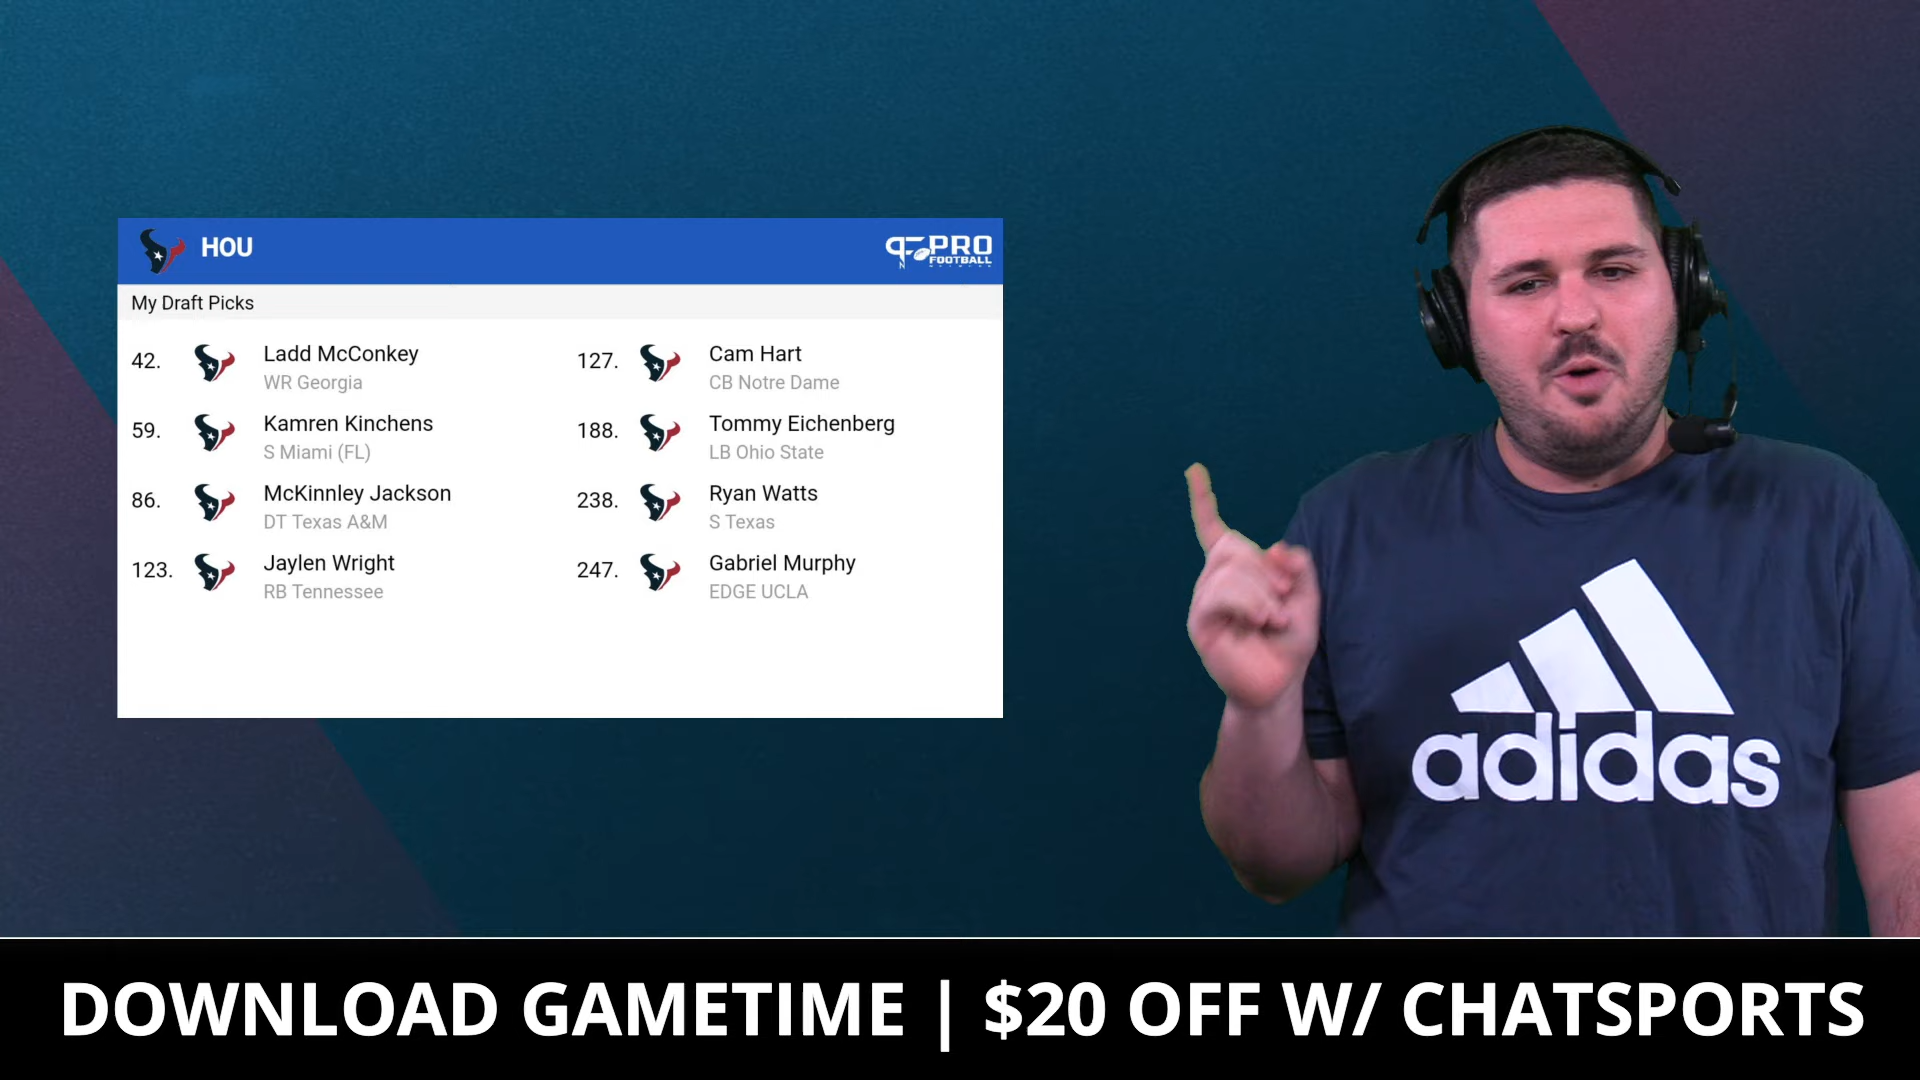 HOU
PRO
FOOTBALL
NETWORK
My Draft Picks
42. Ladd McConkey
WR Georgia
59. Kamren Kinchens
S Miami (FL)
86. McKinnley Jackson
DT Texas A&M
123. Jaylen Wright
RB Tennessee
127. Cam Hart
CB Notre Dame
188. Tommy Eichenberg
LB Ohio State
238. Ryan Watts
S Texas
247. Gabriel Murphy
EDGE UCLA
adidas
DOWNLOAD GAMETIME | $20 OFF W/ CHATSPORTS